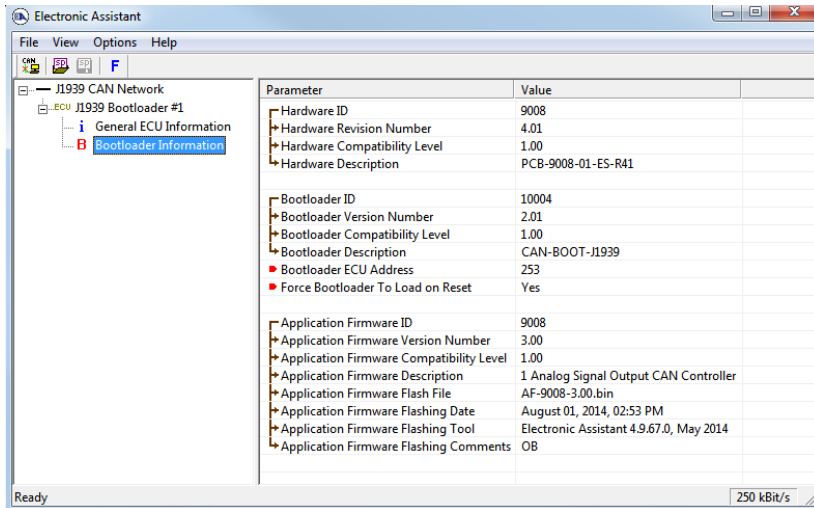 Electronic Assistant
File View Options Help
CAN SP SP F
J1939 CAN Network
ECU J1939 Bootloader #1
i General ECU Information
B Bootloader Information
Parameter Value
Hardware ID 9008
Hardware Revision Number 4.01
Hardware Compatibility Level 1.00
Hardware Description PCB-9008-01-ES-R41
Bootloader ID 10004
Bootloader Version Number 2.01
Bootloader Compatibility Level 1.00
Bootloader Description CAN-BOOT-J1939
Bootloader ECU Address 253
Force Bootloader To Load on Reset Yes
Application Firmware ID 9008
Application Firmware Version Number 3.00
Application Firmware Compatibility Level 1.00
Application Firmware Description 1 Analog Signal Output CAN Controller
Application Firmware Flash File AF-9008-3.00.bin
Application Firmware Flashing Date August 01, 2014, 02:53 PM
Application Firmware Flashing Tool Electronic Assistant 4.9.67.0, May 2014
Application Firmware Flashing Comments OB
Ready 250 kBit/s